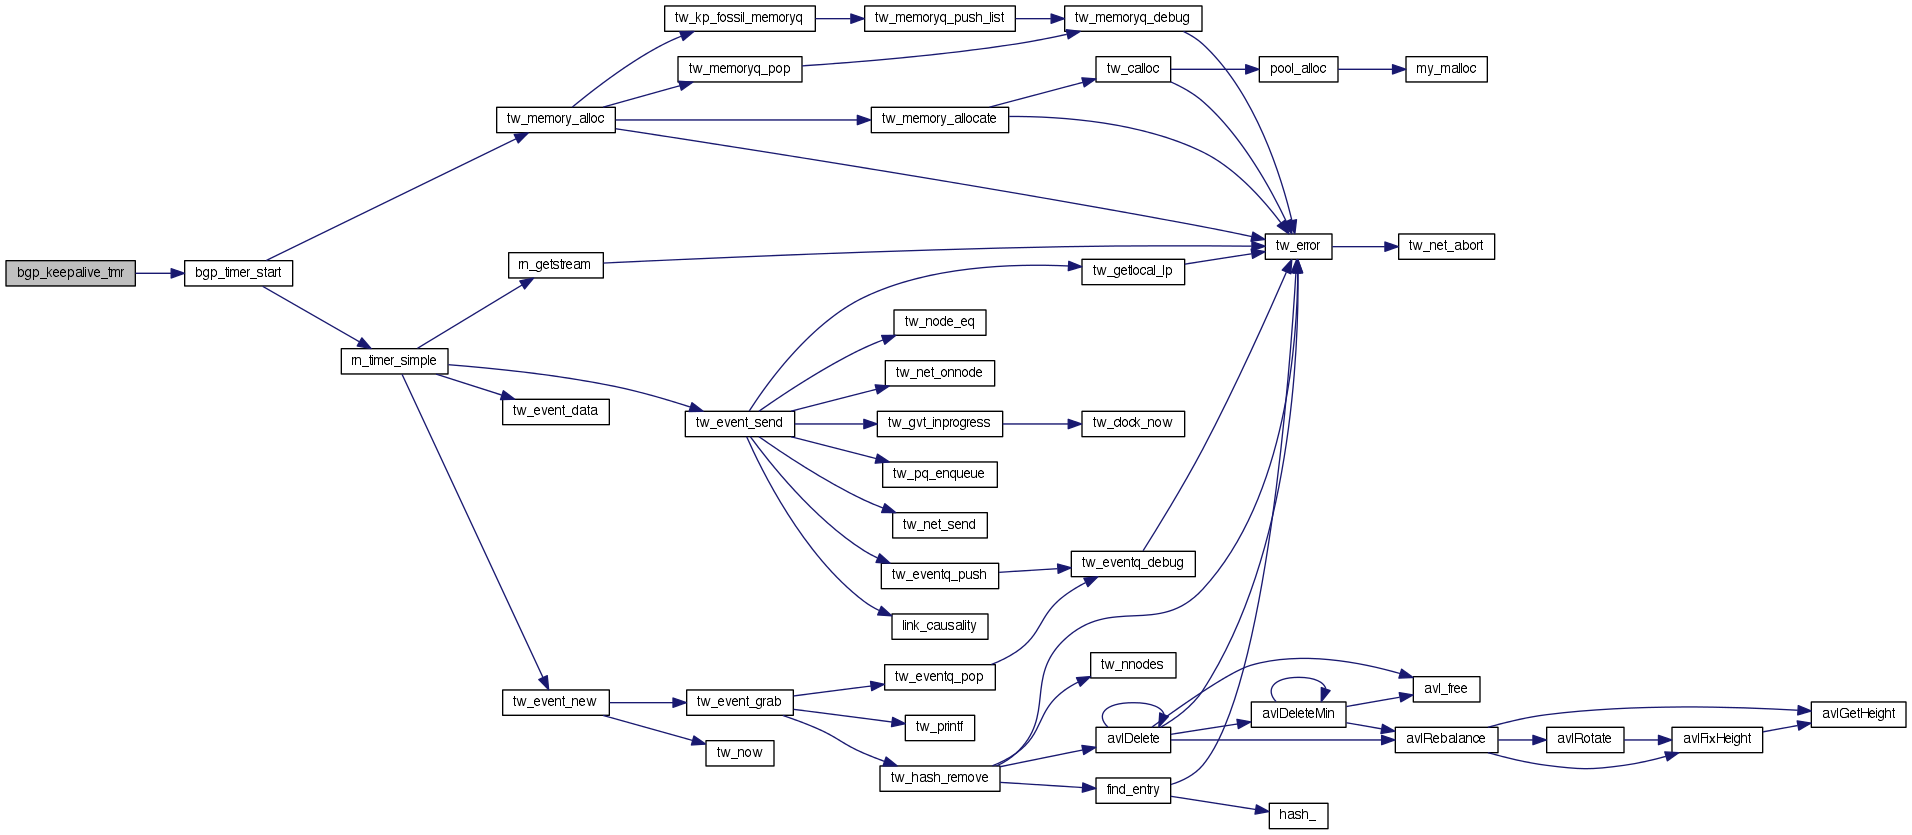 tw_kp_fossil_memoryq
tw_memoryq_push_list
tw_memoryq_debug
tw_memoryq_pop
tw_calloc
pool_alloc
my_malloc
tw_memory_alloc
tw_memory_allocate
tw_error
tw_net_abort
bgp_keepalive_tmr
bgp_timer_start
rn_getstream
tw_getlocal_lp
tw_node_eq
rn_timer_simple
tw_net_onnode
tw_event_data
tw_event_send
tw_gvt_inprogress
tw_clock_now
tw_pq_enqueue
tw_net_send
tw_eventq_push
tw_eventq_debug
link_causality
tw_nnodes
tw_eventq_pop
tw_event_new
tw_event_grab
avl_free
tw_printf
avlDeleteMin
avlGetHeight
tw_now
avlDelete
avlRebalance
avlRotate
avlFixHeight
tw_hash_remove
find_entry
hash_